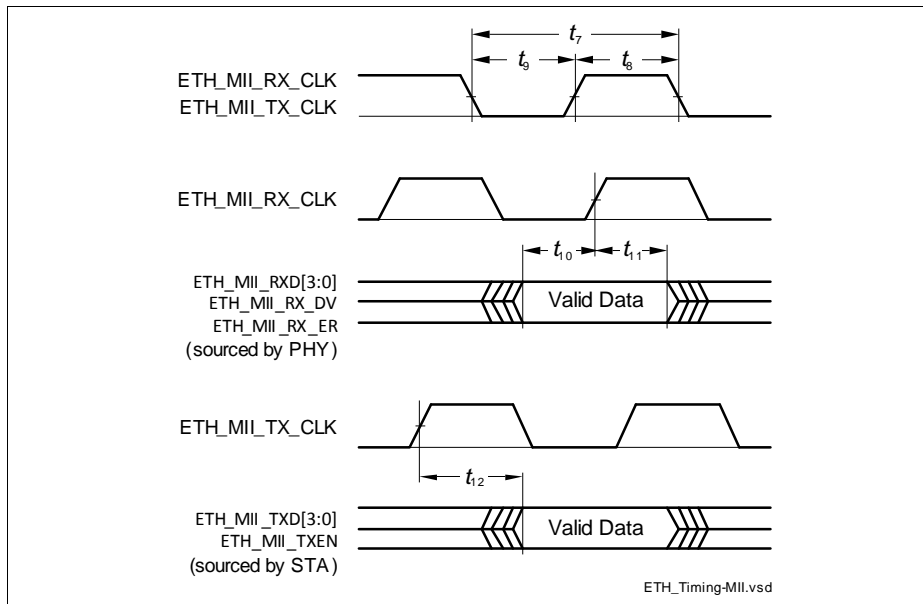 t7
t9 t8
ETH_MII_RX_CLK
ETH_MII_TX_CLK
ETH_MII_RX_CLK
t10 t11
ETH_MII_RXD[3:0]
ETH_MII_RX_DV
ETH_MII_RX_ER
(sourced by PHY)
Valid Data
ETH_MII_TX_CLK
t12
ETH_MII_TXD[3:0]
ETH_MII_TXEN
(sourced by STA)
Valid Data
ETH_Timing-MII.vsd